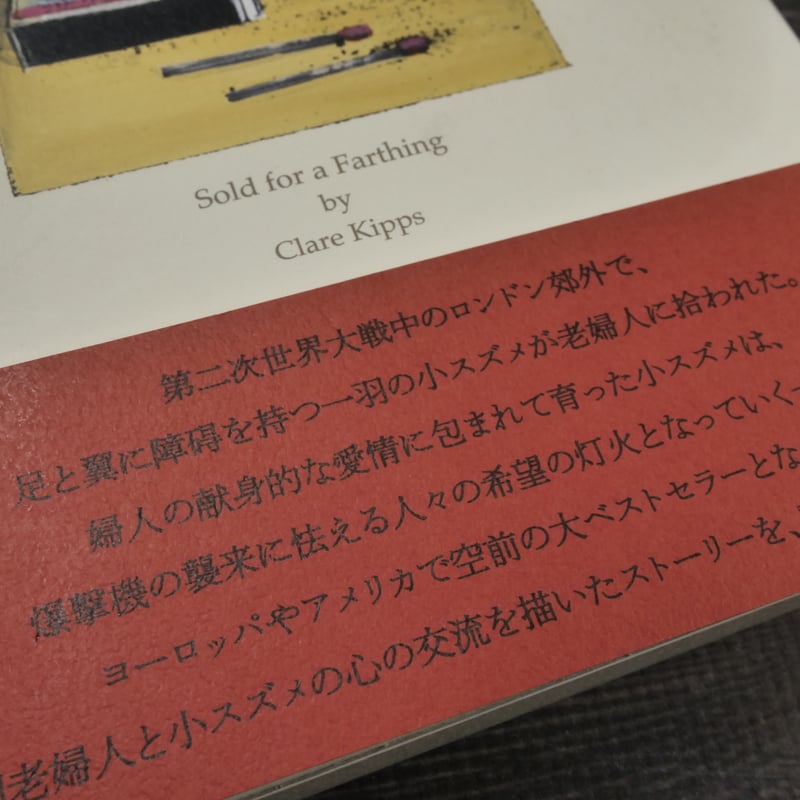 Sold for a Farthing
by
Clare Kipps
第二次世界大戦中のロンドン郊外で、
足と翼に障碍を持つ一羽の小スズメが老婦人に拾われた。
婦人の献身的な愛情に包まれて育った小スズメは、
爆撃機の襲来に怯える人々の希望の灯火となっていく
ヨーロッパやアメリカで空前の大ベストセラーとな
老婦人と小スズメの心の交流を描いたストーリーを、